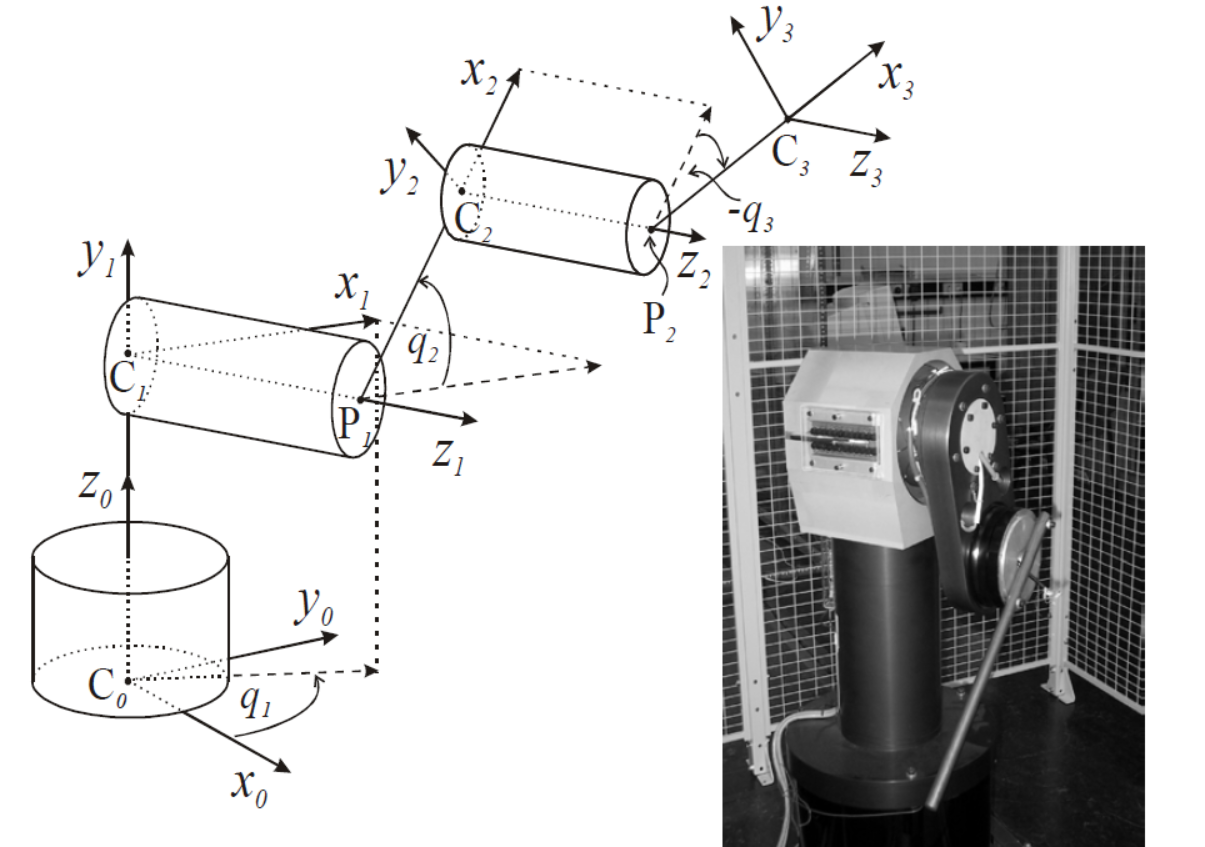 y₃
x₃
x₂
C₃
z₃
y₂
C₂
-q₃
z₂
y₁
x₁
P₂
q₂
C₁
P₁
z₁
z₀
y₀
C₀
q₁
x₀